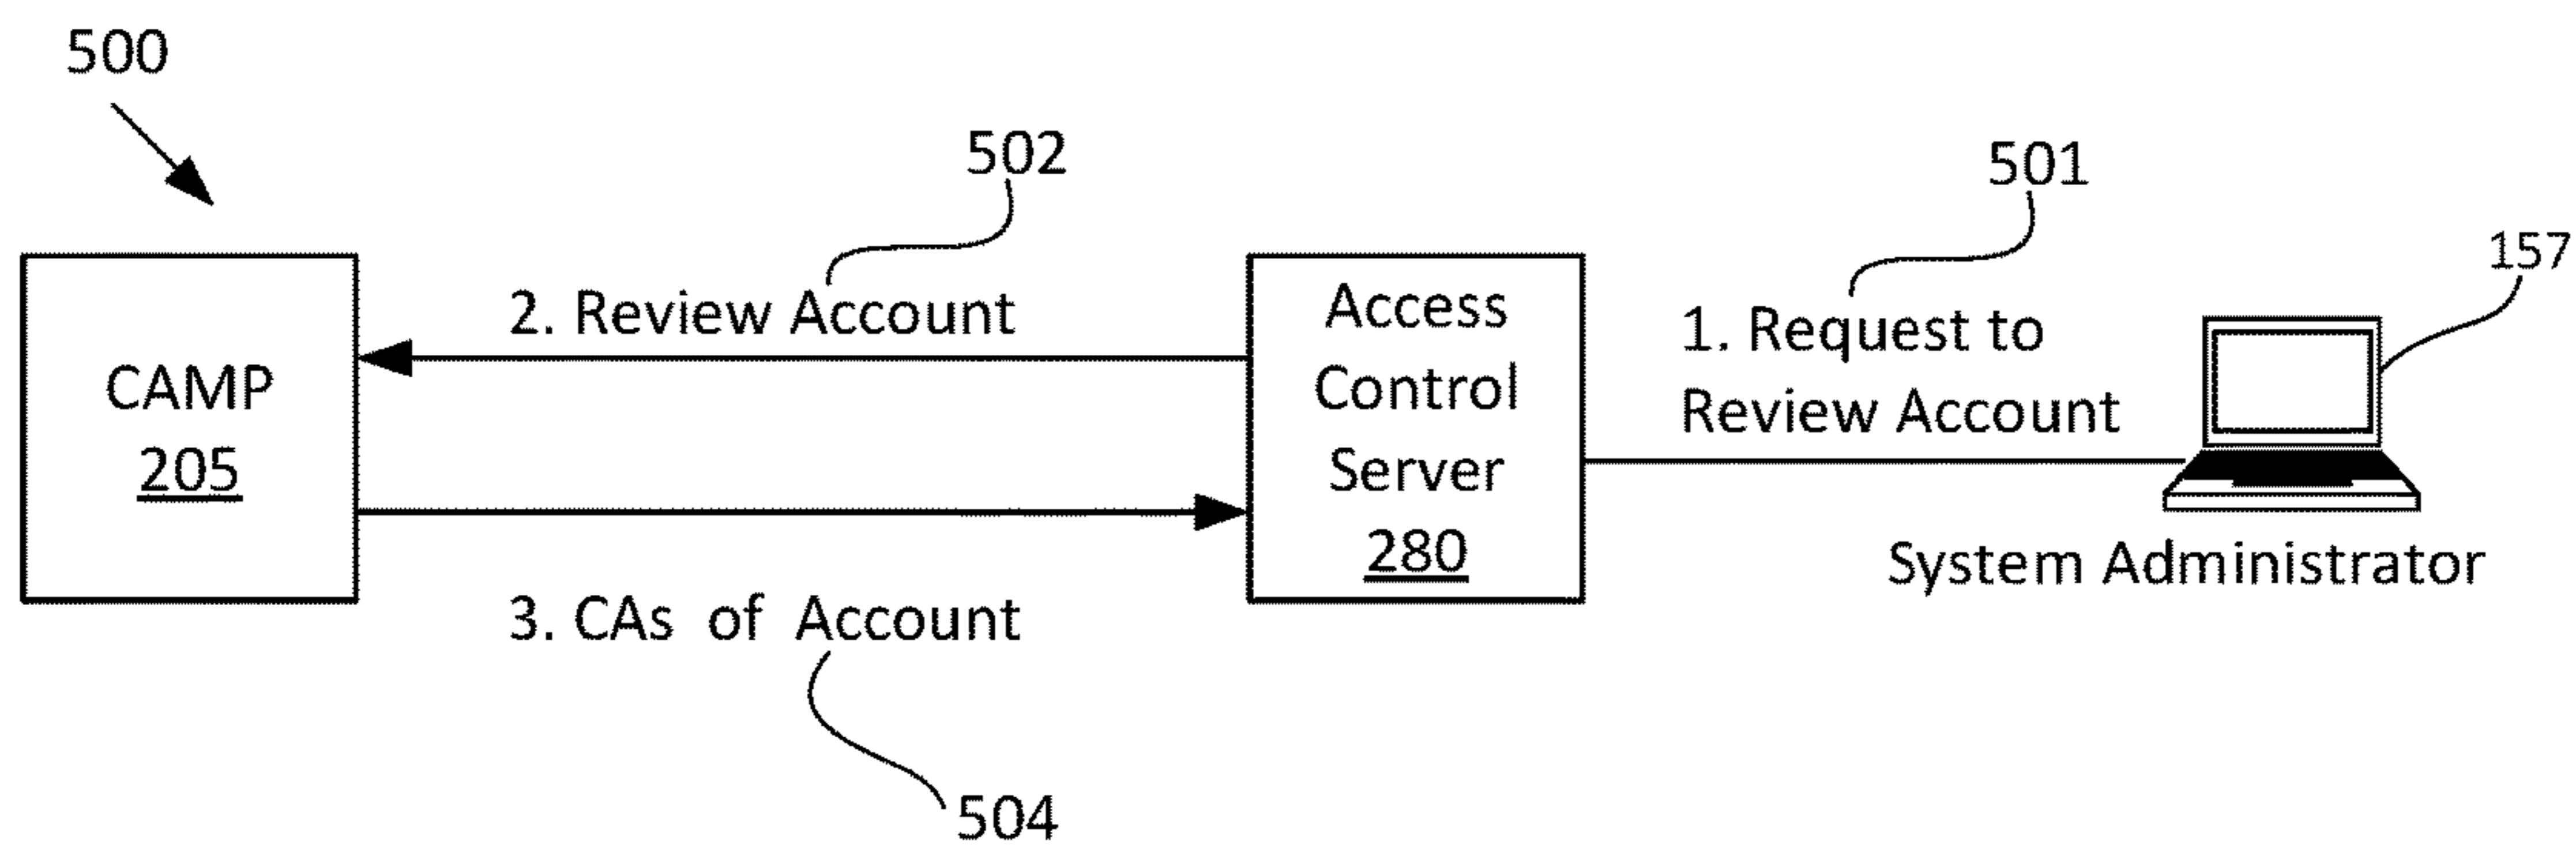 500
502
501
157
2. Review Account
Access
Control
Server
280
1. Request to
Review Account
CAMP
205
System Administrator
3. CAs of Account
504